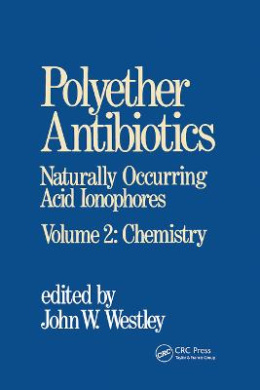 Polyether
Antibiotics
Naturally Occurring
Acid Ionophores
Volume 2: Chemistry
edited by
John W. Westley
CRC Press
Taylor & Francis Group